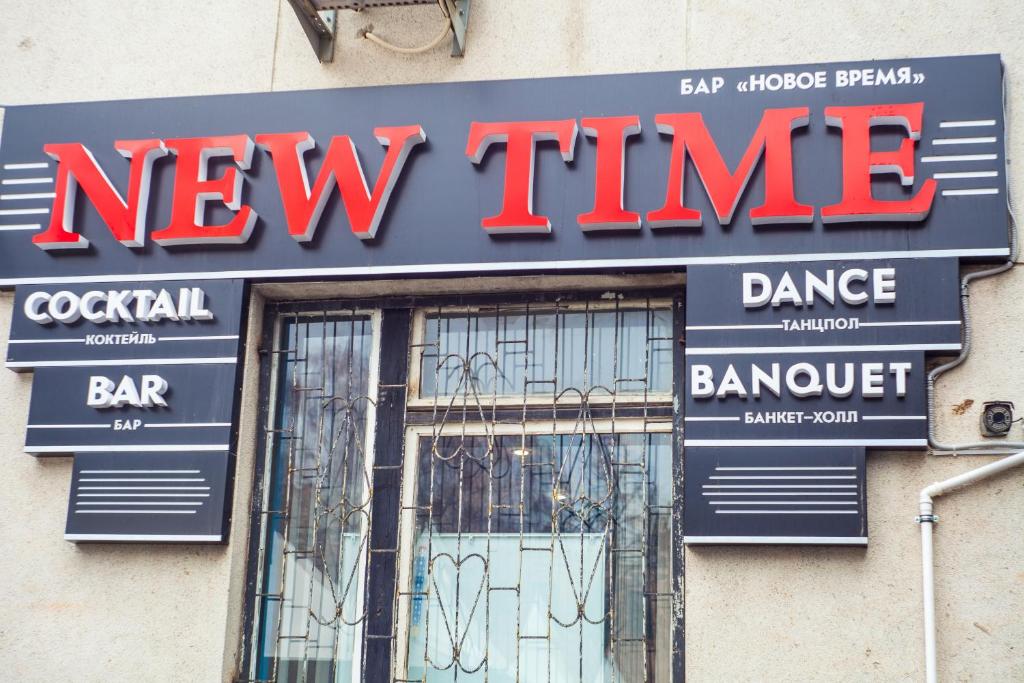 БАР «НОВОЕ ВРЕМЯ»
NEW TIME
COCKTAIL
КОКТЕЙЛЬ
BAR
БАР
DANCE
ТАНЦПОЛ
BANQUET
БАНКЕТ-ХОЛЛ